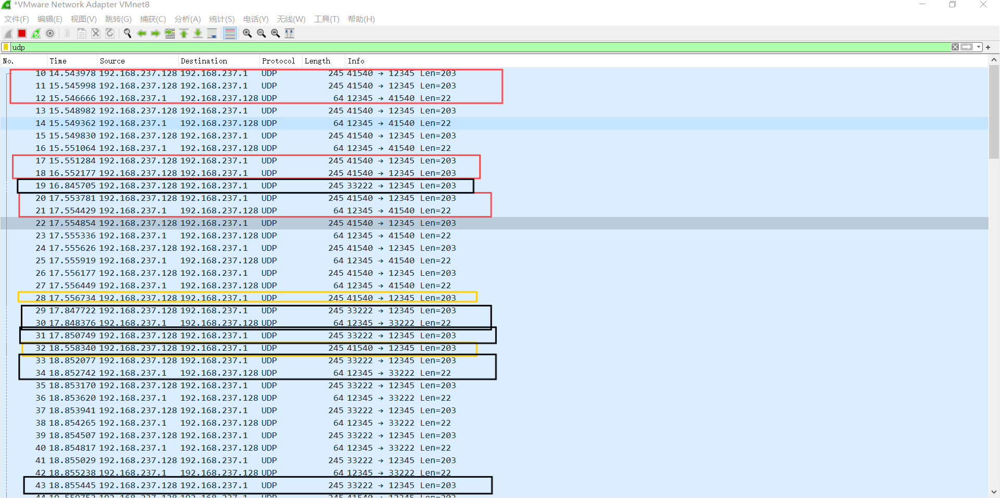 *VMware Network Adapter VMnet8
文件(F) 编辑(E) 视图(V) 跳转(G) 捕获(C) 分析(A) 统计(S) 电话(Y) 无线(W) 工具(T) 帮助(H)
udp
No. Time Source Destination Protocol Length Info
10 14.543978 192.168.237.128 192.168.237.1 UDP 245 41540 → 12345 Len=203
11 15.545998 192.168.237.128 192.168.237.1 UDP 245 41540 → 12345 Len=203
12 15.546666 192.168.237.1 192.168.237.128 UDP 64 12345 → 41540 Len=22
13 15.548982 192.168.237.128 192.168.237.1 UDP 245 41540 → 12345 Len=203
14 15.549362 192.168.237.1 192.168.237.128 UDP 64 12345 → 41540 Len=22
15 15.549830 192.168.237.128 192.168.237.1 UDP 245 41540 → 12345 Len=203
16 15.551064 192.168.237.1 192.168.237.128 UDP 64 12345 → 41540 Len=22
17 15.551284 192.168.237.128 192.168.237.1 UDP 245 41540 → 12345 Len=203
18 16.552177 192.168.237.128 192.168.237.1 UDP 245 41540 → 12345 Len=203
19 16.845705 192.168.237.128 192.168.237.1 UDP 245 33222 → 12345 Len=203
20 17.553781 192.168.237.128 192.168.237.1 UDP 245 41540 → 12345 Len=203
21 17.554429 192.168.237.1 192.168.237.128 UDP 64 12345 → 41540 Len=22
22 17.554854 192.168.237.128 192.168.237.1 UDP 245 41540 → 12345 Len=203
23 17.555336 192.168.237.1 192.168.237.128 UDP 64 12345 → 41540 Len=22
24 17.555626 192.168.237.128 192.168.237.1 UDP 245 41540 → 12345 Len=203
25 17.555919 192.168.237.1 192.168.237.128 UDP 64 12345 → 41540 Len=22
26 17.556177 192.168.237.128 192.168.237.1 UDP 245 41540 → 12345 Len=203
27 17.556449 192.168.237.1 192.168.237.128 UDP 64 12345 → 41540 Len=22
28 17.556734 192.168.237.128 192.168.237.1 UDP 245 41540 → 12345 Len=203
29 17.847722 192.168.237.128 192.168.237.1 UDP 245 33222 → 12345 Len=203
30 17.848376 192.168.237.1 192.168.237.128 UDP 64 12345 → 33222 Len=22
31 17.850749 192.168.237.128 192.168.237.1 UDP 245 33222 → 12345 Len=203
32 18.558340 192.168.237.128 192.168.237.1 UDP 245 41540 → 12345 Len=203
33 18.852077 192.168.237.128 192.168.237.1 UDP 245 33222 → 12345 Len=203
34 18.852742 192.168.237.1 192.168.237.128 UDP 64 12345 → 33222 Len=22
35 18.853170 192.168.237.128 192.168.237.1 UDP 245 33222 → 12345 Len=203
36 18.853620 192.168.237.1 192.168.237.128 UDP 64 12345 → 33222 Len=22
37 18.853941 192.168.237.128 192.168.237.1 UDP 245 33222 → 12345 Len=203
38 18.854265 192.168.237.1 192.168.237.128 UDP 64 12345 → 33222 Len=22
39 18.854507 192.168.237.128 192.168.237.1 UDP 245 33222 → 12345 Len=203
40 18.854817 192.168.237.1 192.168.237.128 UDP 64 12345 → 33222 Len=22
41 18.855029 192.168.237.128 192.168.237.1 UDP 245 33222 → 12345 Len=203
42 18.855238 192.168.237.1 192.168.237.128 UDP 64 12345 → 33222 Len=22
43 18.855445 192.168.237.128 192.168.237.1 UDP 245 33222 → 12345 Len=203